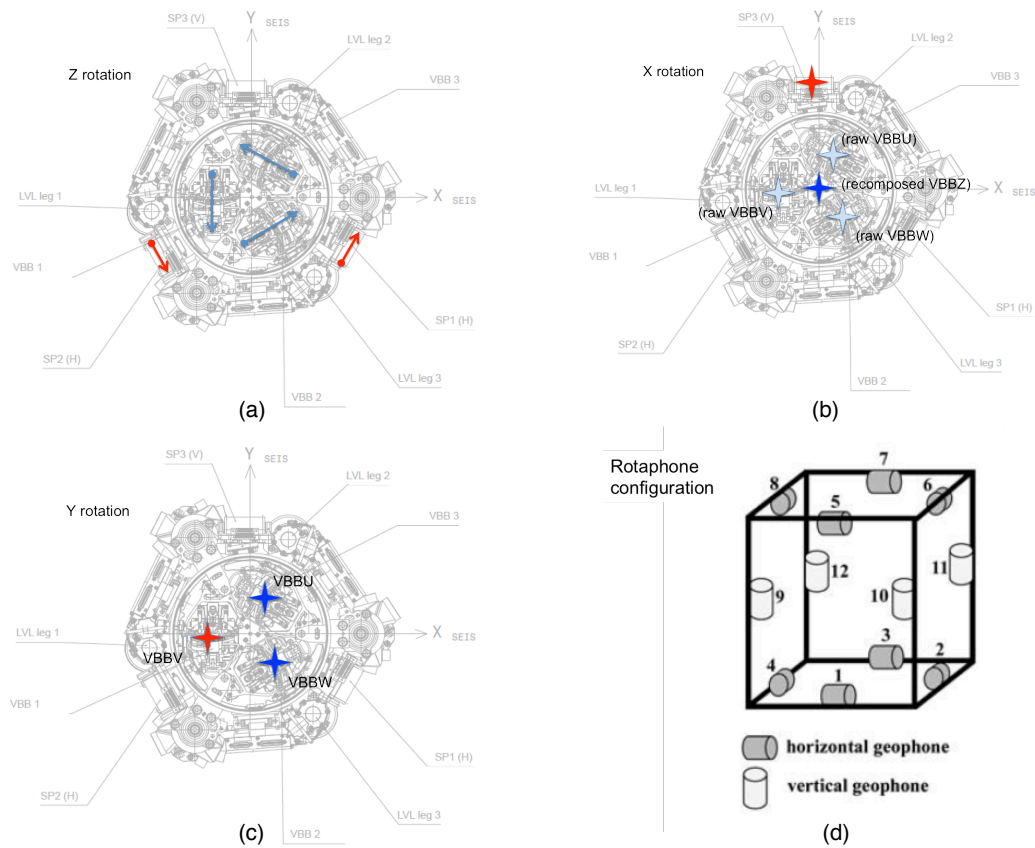 Z rotation
SP3 (V)
Y SEIS
LVL leg 2
VBB 3
LVL leg 1
X SEIS
VBB 1
SP1 (H)
SP2 (H)
LVL leg 3
VBB 2
(a)
X rotation
SP3 (V)
Y SEIS
LVL leg 2
VBB 3
(raw VBBU)
LVL leg 1
(recomposed VBBZ)
X SEIS
(raw VBBV)
(raw VBBW)
VBB 1
SP1 (H)
SP2 (H)
LVL leg 3
VBB 2
(b)
Y rotation
SP3 (V)
Y SEIS
LVL leg 2
VBB 3
VBBU
LVL leg 1
X SEIS
VBBV
VBBW
VBB 1
SP1 (H)
SP2 (H)
LVL leg 3
VBB 2
(c)
Rotaphone
configuration
7
8
6
5
11
12
9
10
3
4
2
1
horizontal geophone
vertical geophone
(d)